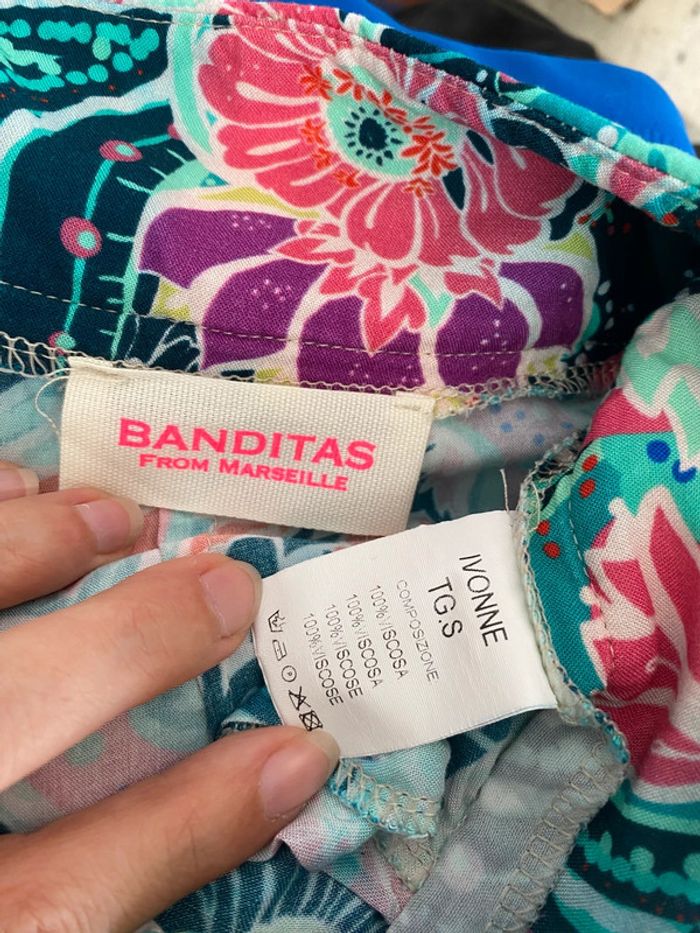 BANDITAS
FROM MARSEILLE
IVONNE
TG.S
COMPOSIZIONE
100%VISCOSA
100%VISCOSA
100%VISCOSE
100%VISCOSE